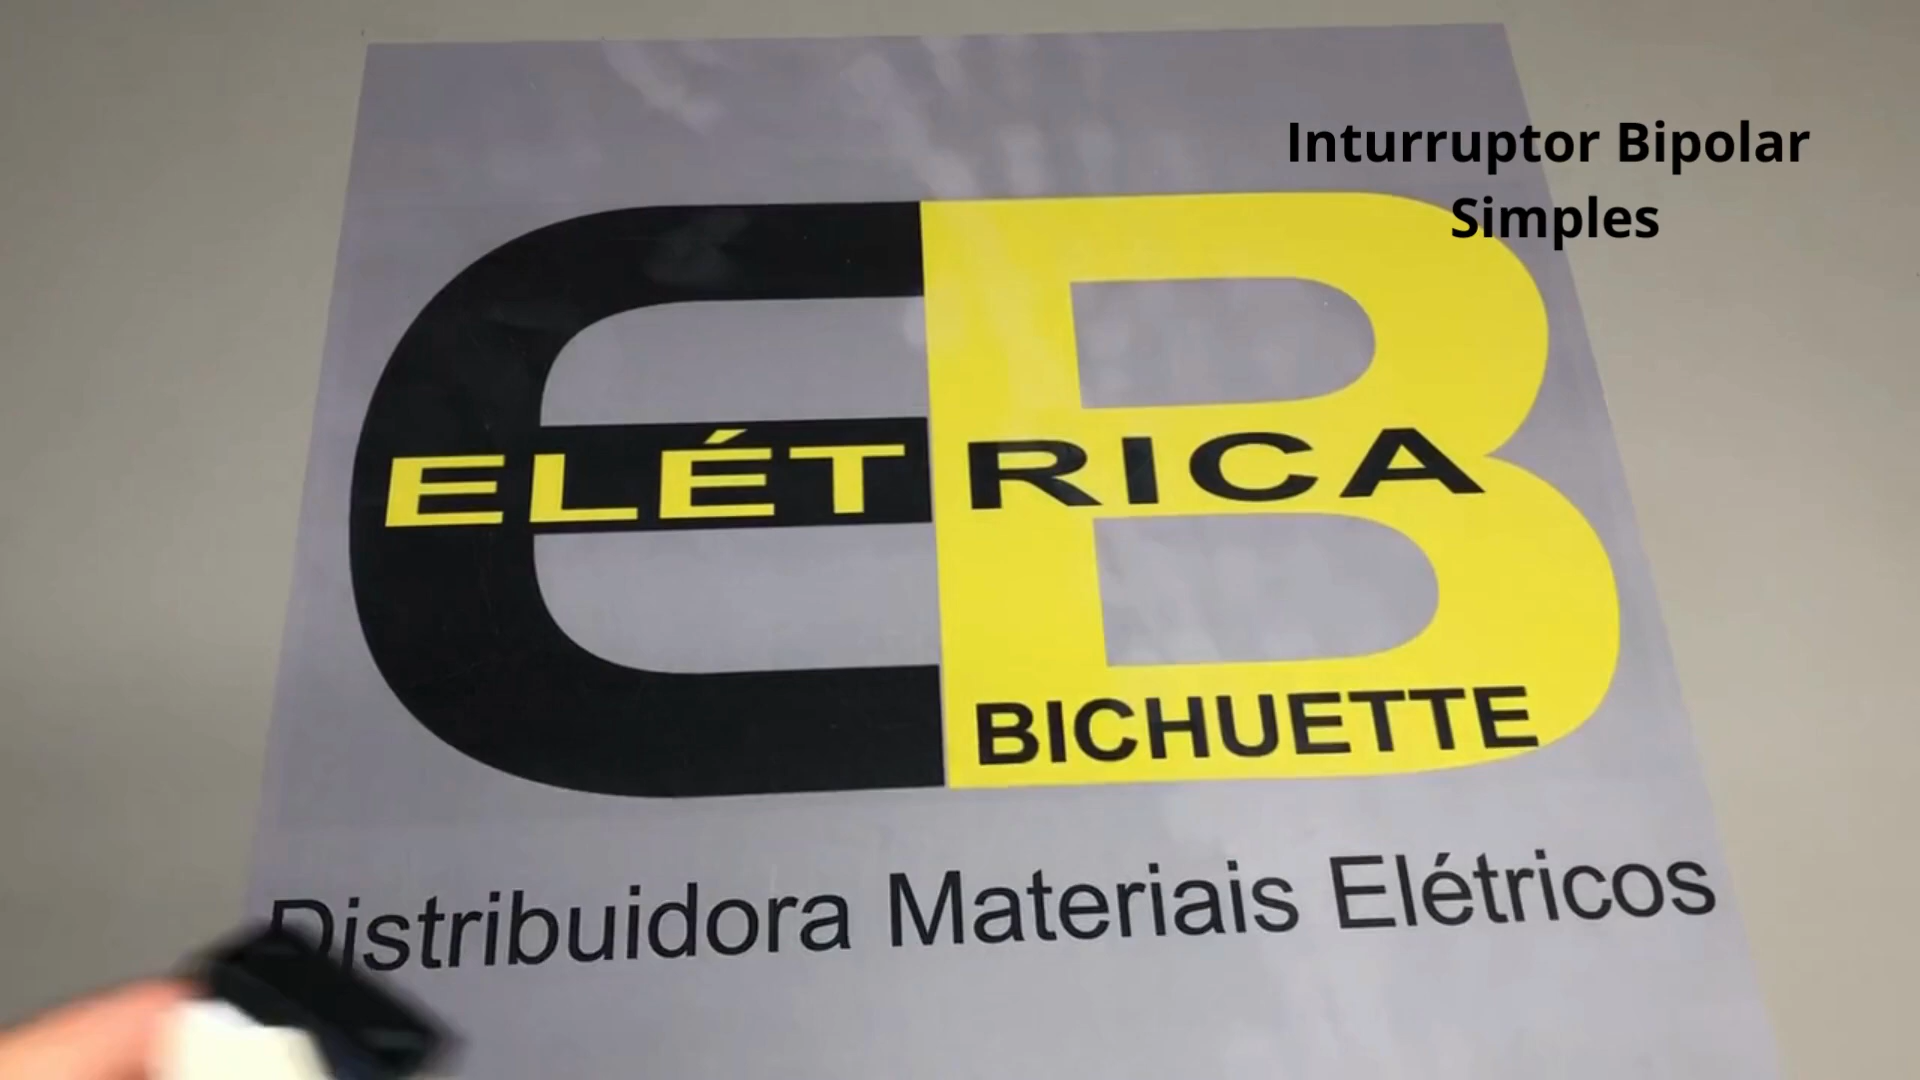 Inturruptor Bipolar
Simples
ELÉTRICA
BICHUETTE
Distribuidora Materiais Elétricos